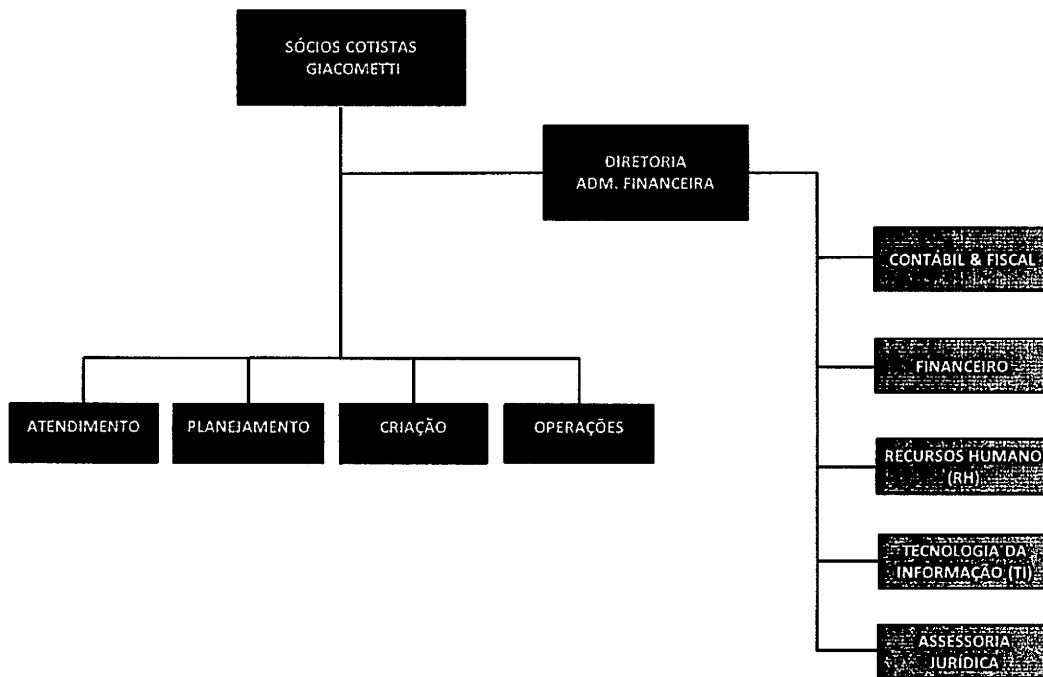 SÓCIOS COTISTAS
GIACOMETTI
DIRETORIA
ADM. FINANCEIRA
CONTÁBIL & FISCAL
FINANCEIRO
ATENDIMENTO
PLANEJAMENTO
CRIAÇÃO
OPERAÇÕES
RECURSOS HUMANO
(RH)
TECNOLOGIA DA
INFORMAÇÃO (TI)
ASSESSORIA
JURÍDICA